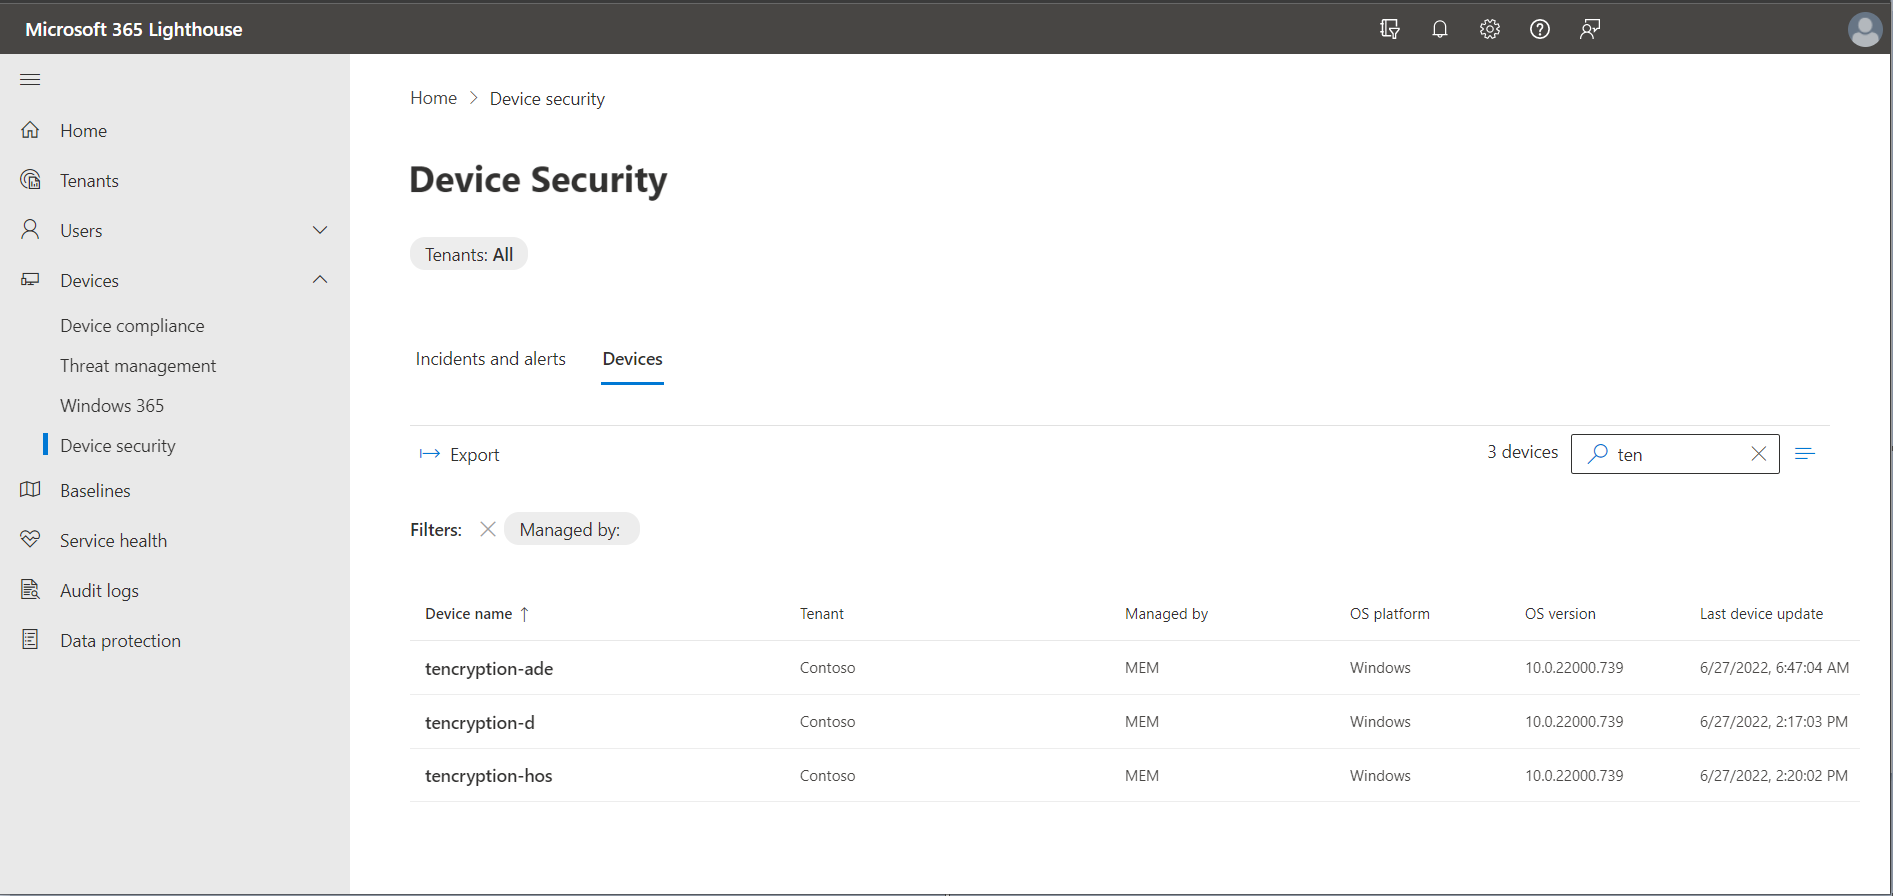 Microsoft 365 Lighthouse
Home
Tenants
Users
Devices
Device compliance
Threat management
Windows 365
Device security
Baselines
Service health
Audit logs
Data protection
Home > Device security
Device Security
Tenants: All
Incidents and alerts Devices
Export 3 devices ten
Filters: Managed by:
Device name ↑ Tenant Managed by OS platform OS version Last device update
tencryption-ade Contoso MEM Windows 10.0.22000.739 6/27/2022, 6:47:04 AM
tencryption-d Contoso MEM Windows 10.0.22000.739 6/27/2022, 2:17:03 PM
tencryption-hos Contoso MEM Windows 10.0.22000.739 6/27/2022, 2:20:02 PM